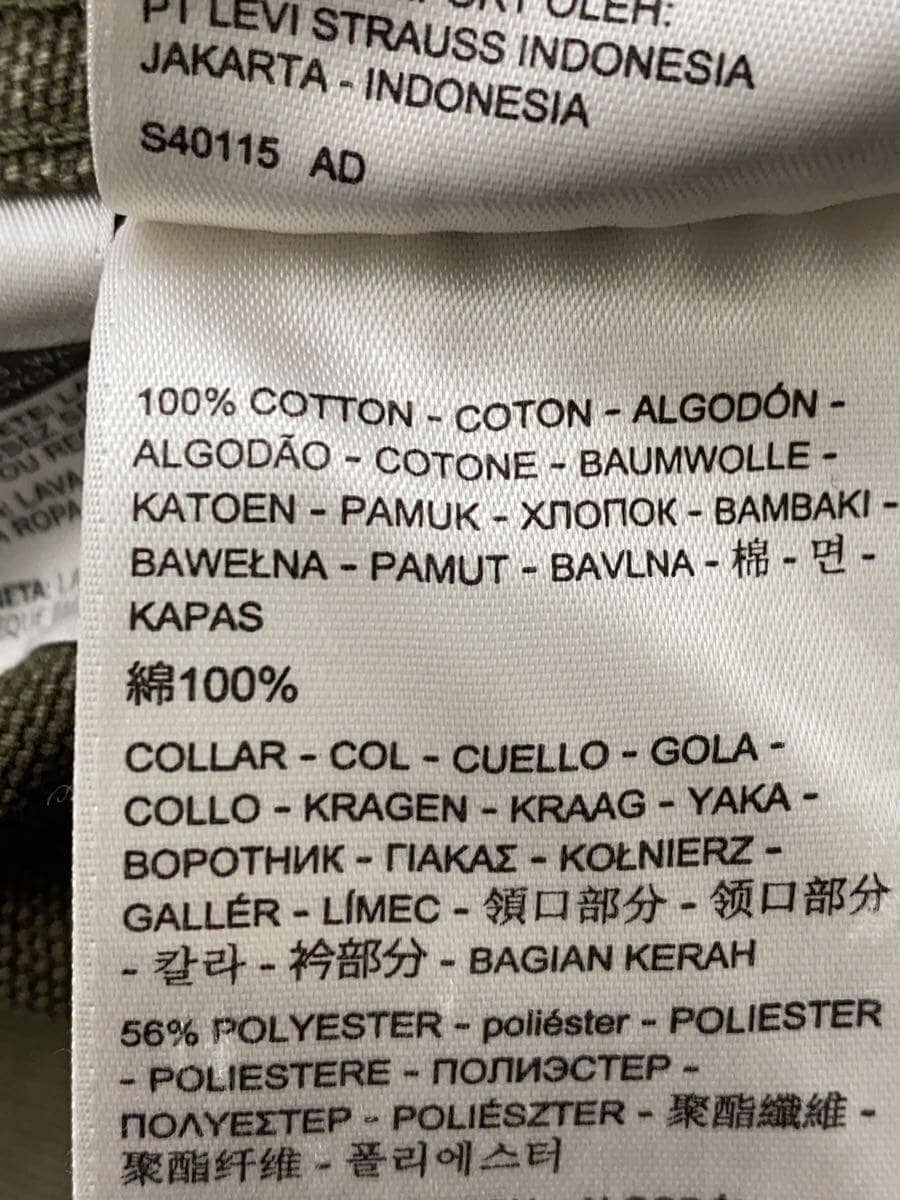 OLEH:
PT LEVI STRAUSS INDONESIA
JAKARTA - INDONESIA
S40115 AD
100% COTTON - COTON - ALGODÓN -
ALGODÃO - COTONE - BAUMWOLLE -
KATOEN - PAMUK - ХЛОПОК - BAMBAKI -
BAWEŁNA - PAMUT - BAVLNA - 棉 - 면 -
KAPAS
綿100%
COLLAR - COL - CUELLO - GOLA -
COLLO - KRAGEN - KRAAG - YAKA -
ВОРОТНИК - ГΙΑΚΑΣ - KOŁNIERZ -
GALLÉR - LÍMEC - 領口部分 - 领口部分
- 칼라 - 衿部分 - BAGIAN KERAH
56% POLYESTER - poliéster - POLIESTER
- POLIESTERE - ПОЛИЭСТЕР -
ΠΟΛΥΕΣΤΕΡ - POLIÉSZTER - 聚酯纖維 -
聚酯纤维 - 폴리에스터